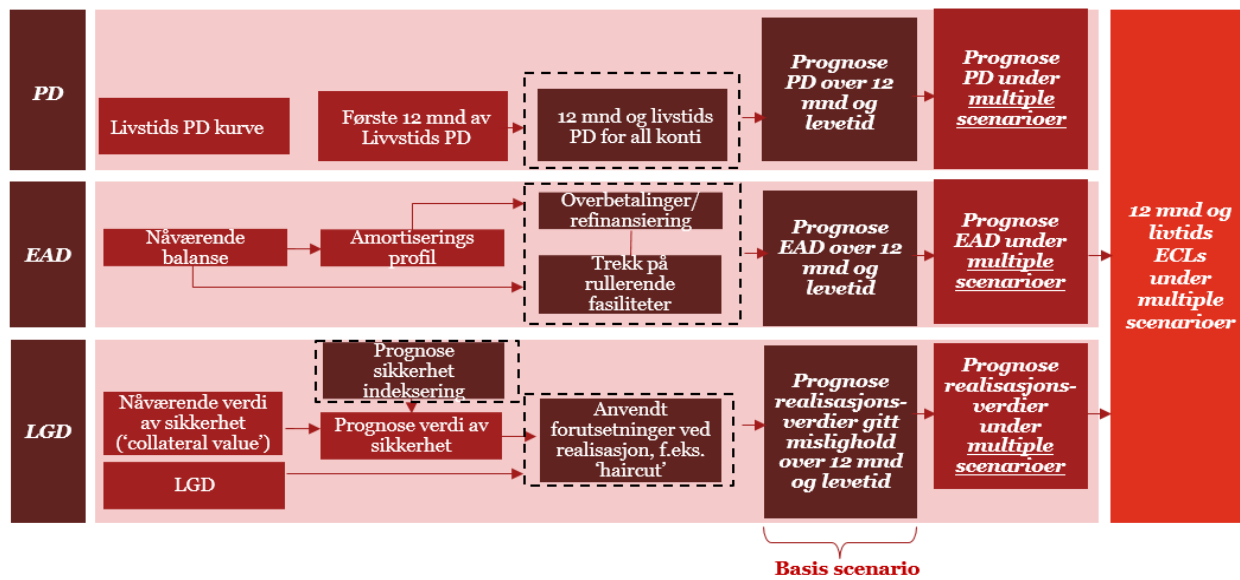 PD
Livstids PD kurve
Første 12 mnd av
Livvstids PD
12 mnd og livstids
PD for all konti
Prognose
PD over 12
mnd og
levetid
Prognose
PD under
multiple
scenarioer
EAD
Nåværende
balanse
Amortiserings
profil
Overbetalinger/
refinansiering
Trekk på
rullerende
fasiliteter
Prognose
EAD over 12
mnd og
levetid
Prognose
EAD under
multiple
scenarioer
LGD
Nåværende verdi
av sikkerhet
(‘collateral value’)
LGD
Prognose
sikkerhet
indeksering
Prognose verdi av
sikkerhet
Anvendt
forutsetninger ved
realisasjon, f.eks.
‘haircut’
Prognose
realisasjons-
verdier gitt
mislighold
over 12 mnd
og levetid
Prognose
realisasjons-
verdier
under
multiple
scenarioer
12 mnd og
livtids
ECLs
under
multiple
scenarioer
Basis scenario